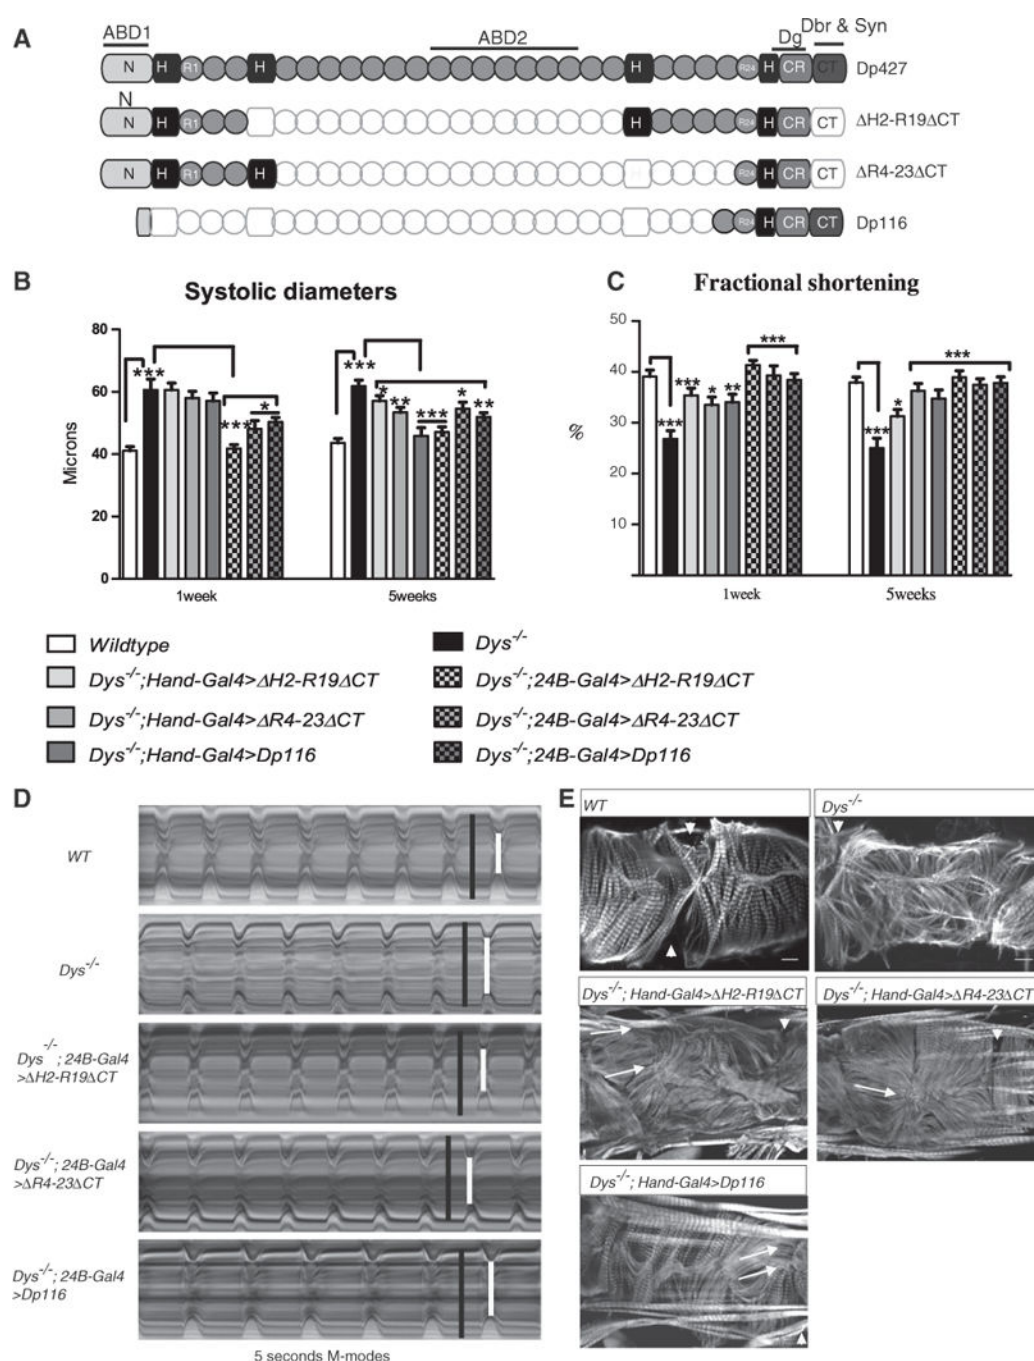 A
ABD1
ABD2
Dg
Dbr & Syn
N H R1 H H R24 H CR CT Dp427
N
N H R1 H R24 H CR CT ΔH2-R19ΔCT
N H R1 H H R24 H CR CT ΔR4-23ΔCT
R24 H CR CT Dp116
B
Systolic diameters
80
60
40
20
0
Microns
***
***
*
***
*
**
***
*
**
1week
5weeks
C
Fractional shortening
50
40
30
20
10
%
***
***
*
**
***
***
*
***
1week
5weeks
Wildtype
Dys-/-
Dys-/-;Hand-Gal4>ΔH2-R19ΔCT
Dys-/-;24B-Gal4>ΔH2-R19ΔCT
Dys-/-;Hand-Gal4>ΔR4-23ΔCT
Dys-/-;24B-Gal4>ΔR4-23ΔCT
Dys-/-;Hand-Gal4>Dp116
Dys-/-;24B-Gal4>Dp116
D
WT
Dys-/-
Dys-/-; 24B-Gal4
>ΔH2-R19ΔCT
Dys-/-; 24B-Gal4
>ΔR4-23ΔCT
Dys-/-; 24B-Gal4
>Dp116
5 seconds M-modes
E
WT
Dys-/-
Dys-/-; Hand-Gal4>ΔH2-R19ΔCT
Dys-/-; Hand-Gal4>ΔR4-23ΔCT
Dys-/-; Hand-Gal4>Dp116